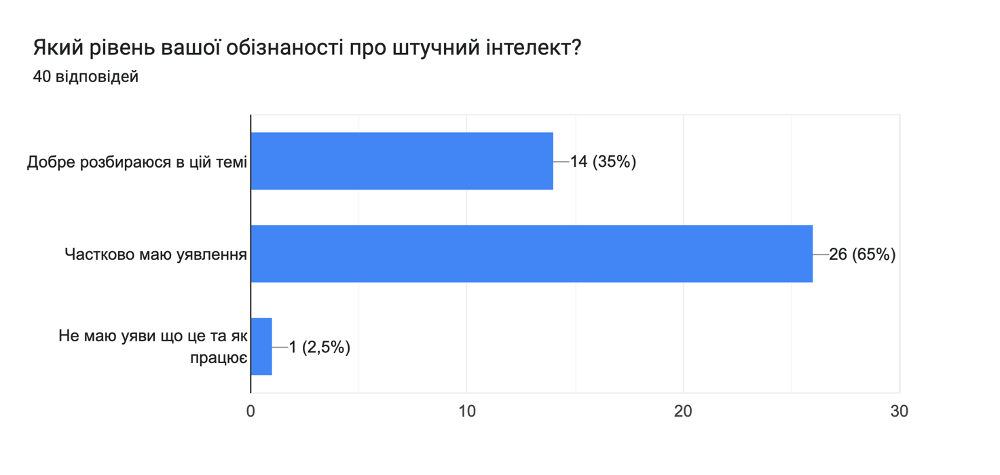 Який рівень вашої обізнаності про штучний інтелект?
40 відповідей
Добре розбираюся в цій темі
14 (35%)
Частково маю уявлення
26 (65%)
Не маю уяви що це та як
працює
1 (2,5%)
0
10
20
30